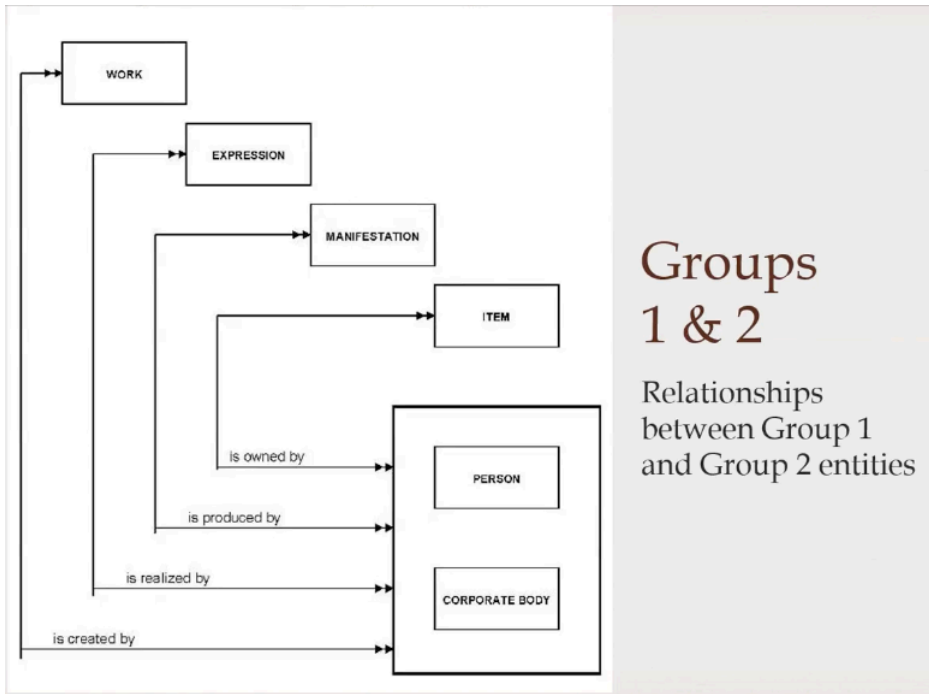 WORK
EXPRESSION
MANIFESTATION
ITEM
is owned by
PERSON
is produced by
is realized by
CORPORATE BODY
is created by
Groups
1 & 2
Relationships
between Group 1
and Group 2 entities